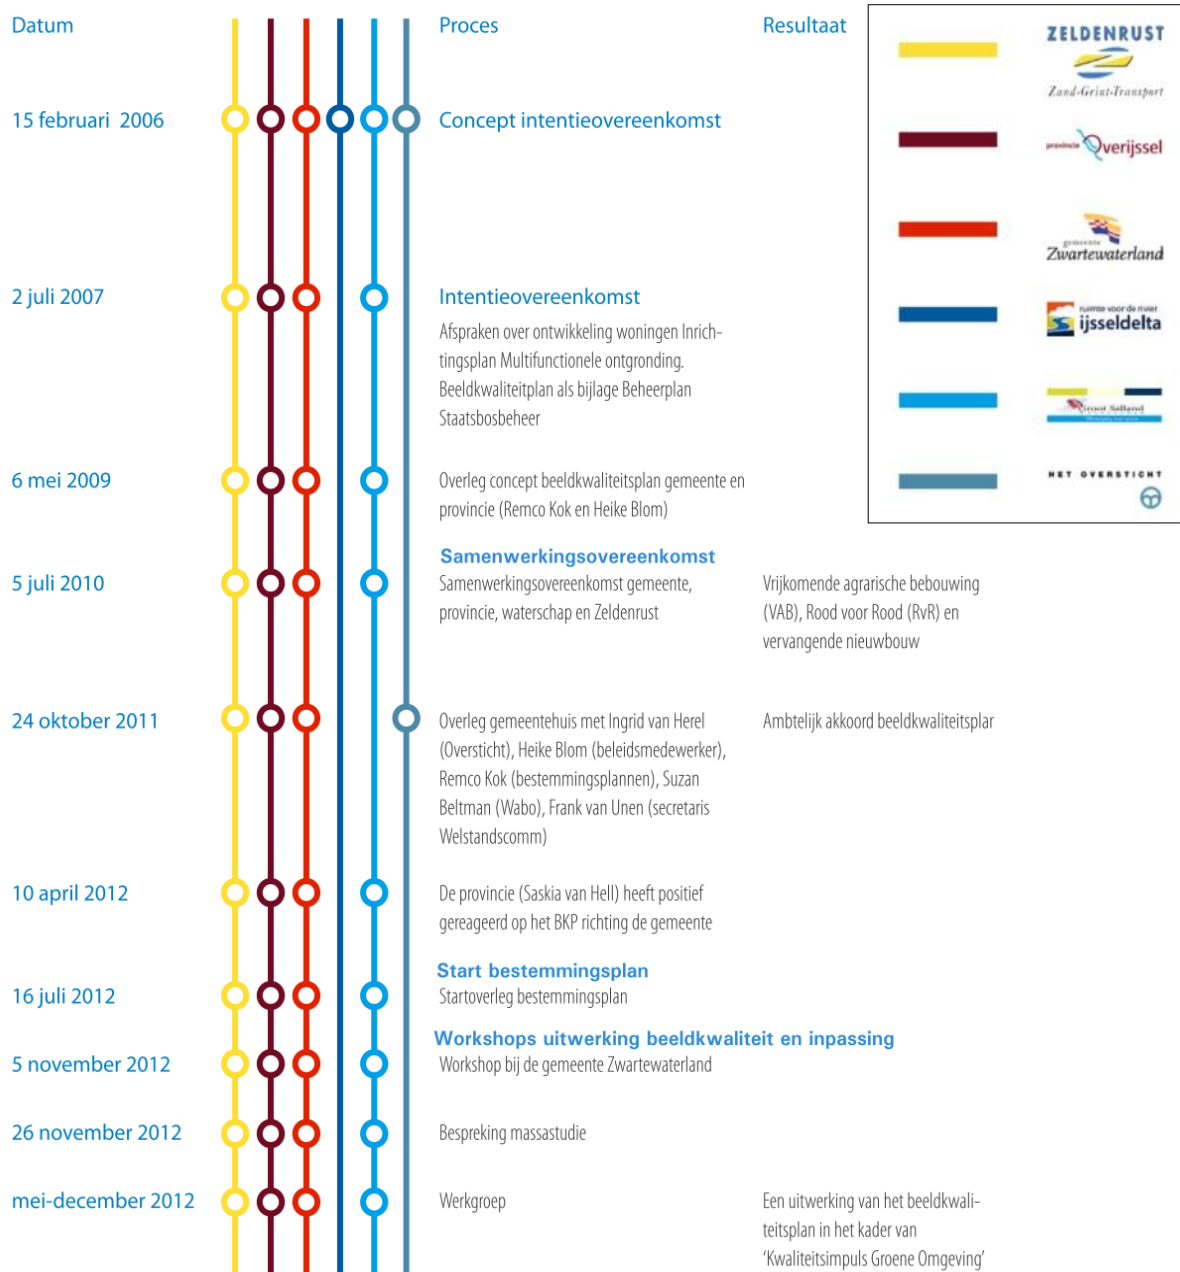 Datum
Proces
Resultaat
15 februari 2006
Concept intentieovereenkomst
2 juli 2007
Intentieovereenkomst
Afspraken over ontwikkeling woningen Inrich-
tingsplan Multifunctionele ontgronding.
Beeldkwaliteitplan als bijlage Beheerplan
Staatsbosbeheer
6 mei 2009
Overleg concept beeldkwaliteitsplan gemeente en
provincie (Remco Kok en Heike Blom)
Samenwerkingsovereenkomst
5 juli 2010
Samenwerkingsovereenkomst gemeente,
provincie, waterschap en Zeldenrust
Vrijkomende agrarische bebouwing
(VAB), Rood voor Rood (RvR) en
vervangende nieuwbouw
24 oktober 2011
Overleg gemeentehuis met Ingrid van Herel
(Oversticht), Heike Blom (beleidsmedewerker),
Remco Kok (bestemmingsplannen), Suzan
Beltman (Wabo), Frank van Unen (secretaris
Welstandscomm)
Ambtelijk akkoord beeldkwaliteitsplar
10 april 2012
De provincie (Saskia van Hell) heeft positief
gereageerd op het BKP richting de gemeente
Start bestemmingsplan
16 juli 2012
Startoverleg bestemmingsplan
Workshops uitwerking beeldkwaliteit en inpassing
5 november 2012
Workshop bij de gemeente Zwartewaterland
26 november 2012
Bespreking massastudie
mei-december 2012
Werkgroep
Een uitwerking van het beeldkwali-
teitsplan in het kader van
‘Kwaliteitsimpuls Groene Omgeving’
ZELDENRUST
Zand-Grint-Transport
provincie Overijssel
gemeente
Zwartewaterland
ruimte voor de rivier
ijsseldelta
Groot Salland
HET OVERSTICHT